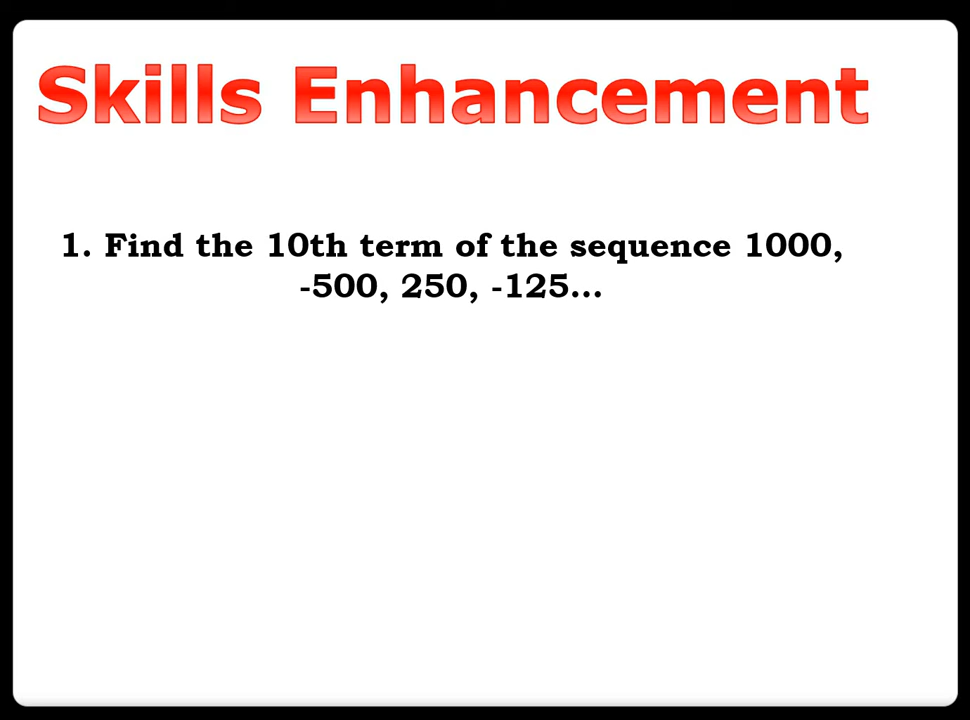 Skills Enhancement
1. Find the 10th term of the sequence 1000,
-500, 250, -125...